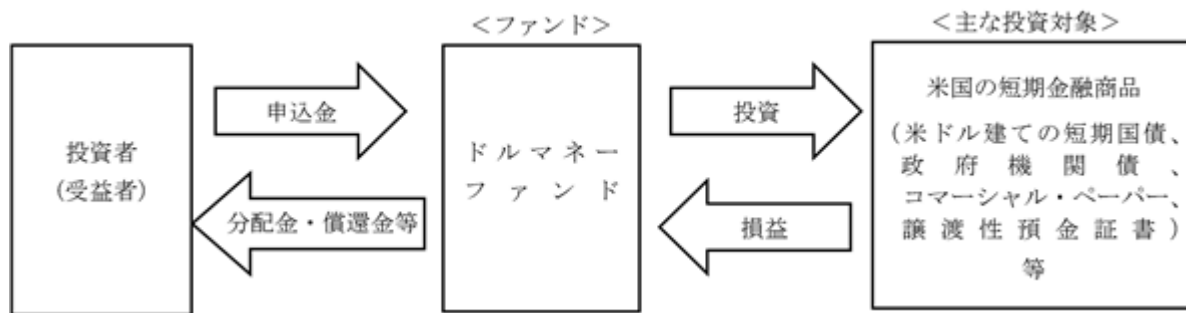 投資者
(受益者)
申込金
分配金・償還金等
＜ファンド＞
ドルマネー
ファンド
投資
損益
＜主な投資対象＞
米国の短期金融商品
(米ドル建ての短期国債、
政府機関債、
コマーシャル・ペーパー、
譲渡性預金証書)
等